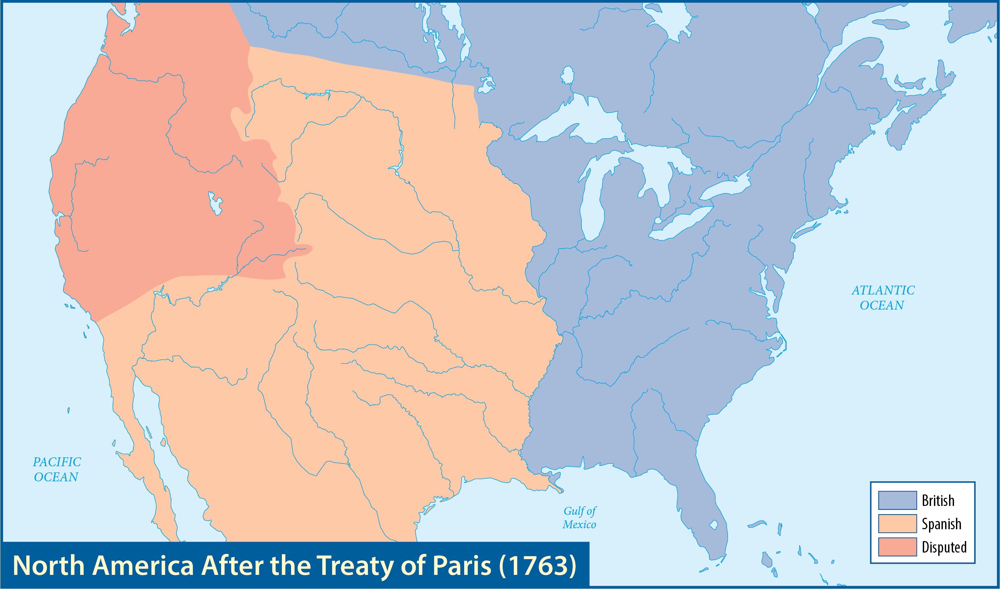 ATLANTIC
OCEAN
PACIFIC
OCEAN
Gulf of
Mexico
British
Spanish
Disputed
North America After the Treaty of Paris (1763)